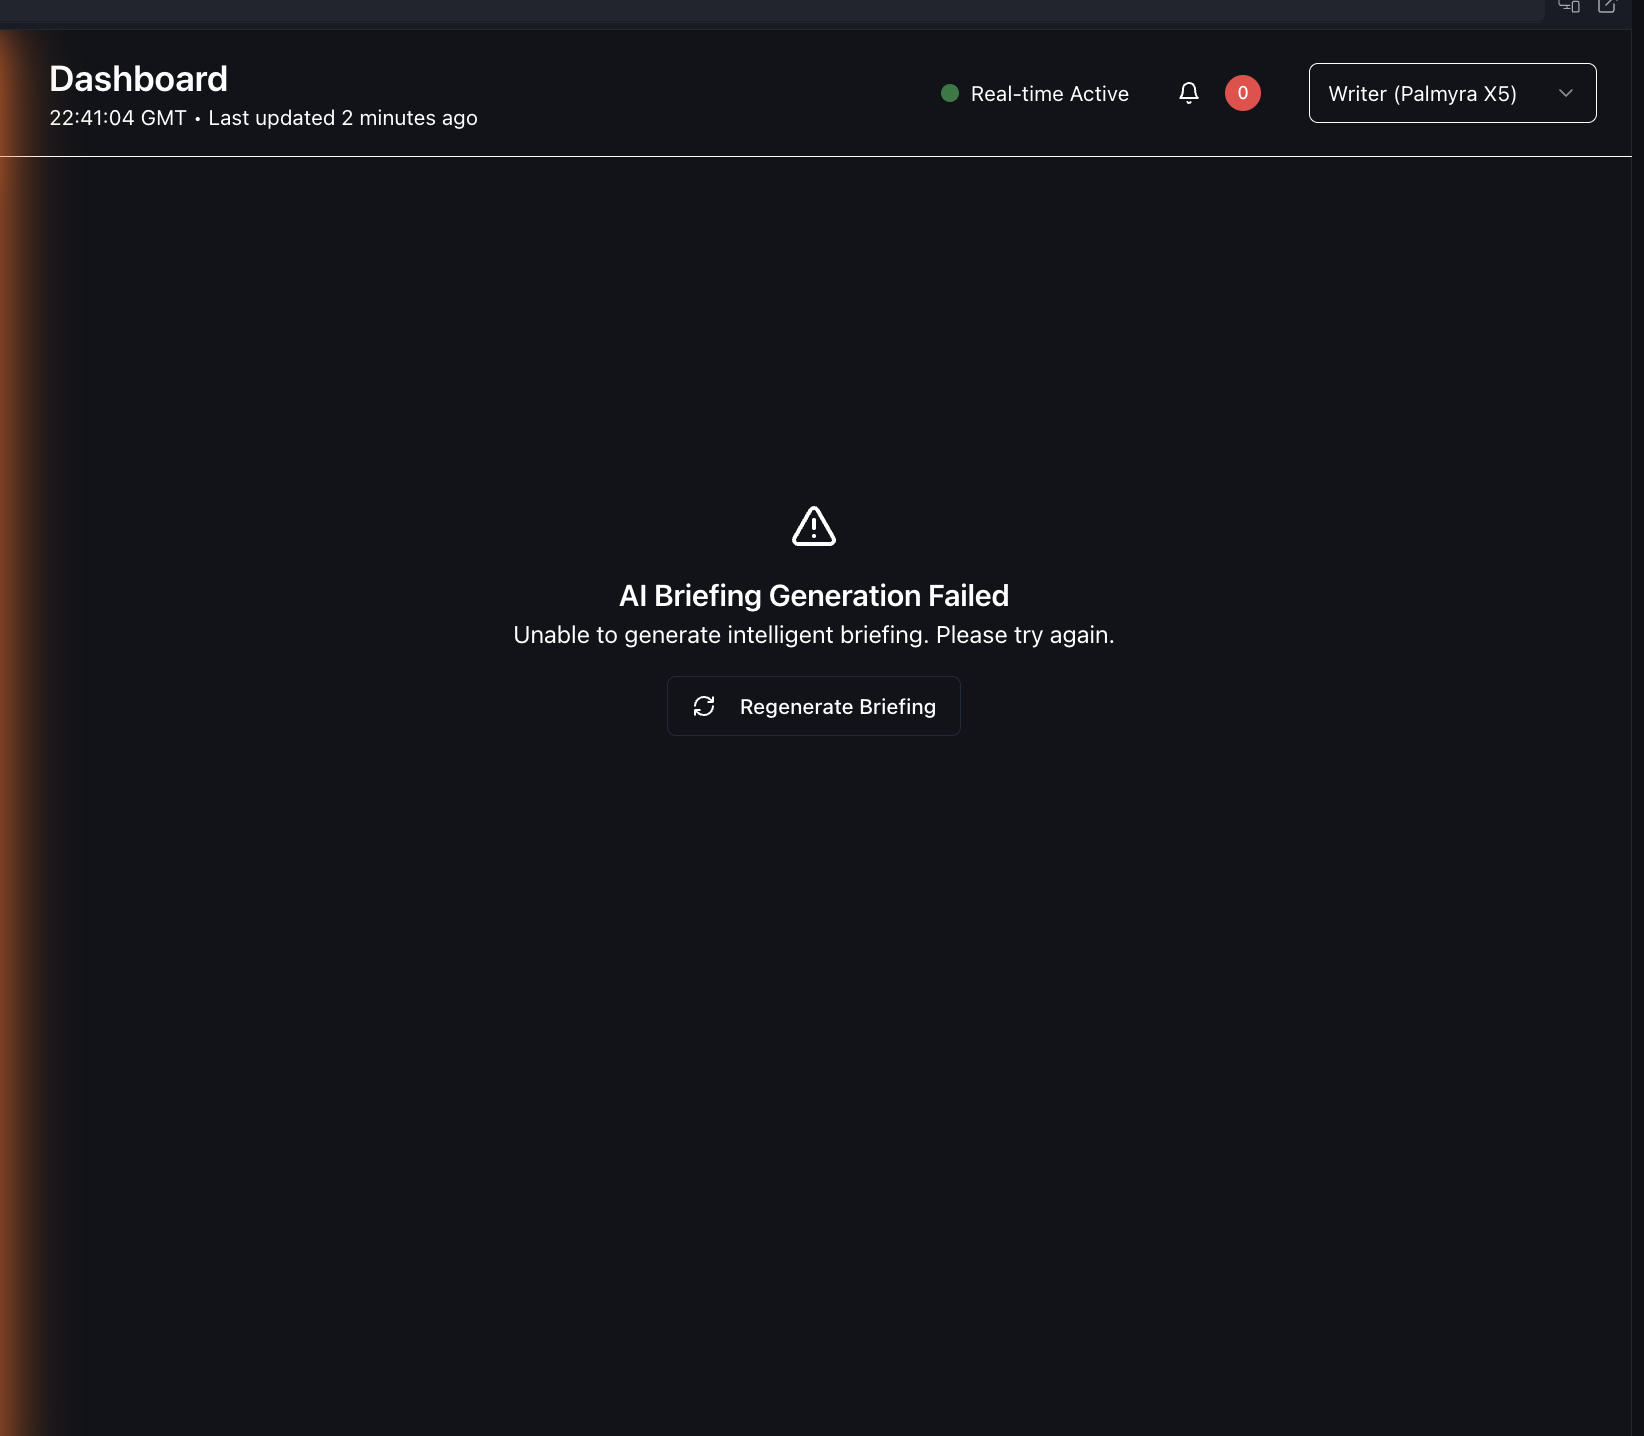 Dashboard
22:41:04 GMT • Last updated 2 minutes ago
Real-time Active
0
Writer (Palmyra X5)
AI Briefing Generation Failed
Unable to generate intelligent briefing. Please try again.
Regenerate Briefing